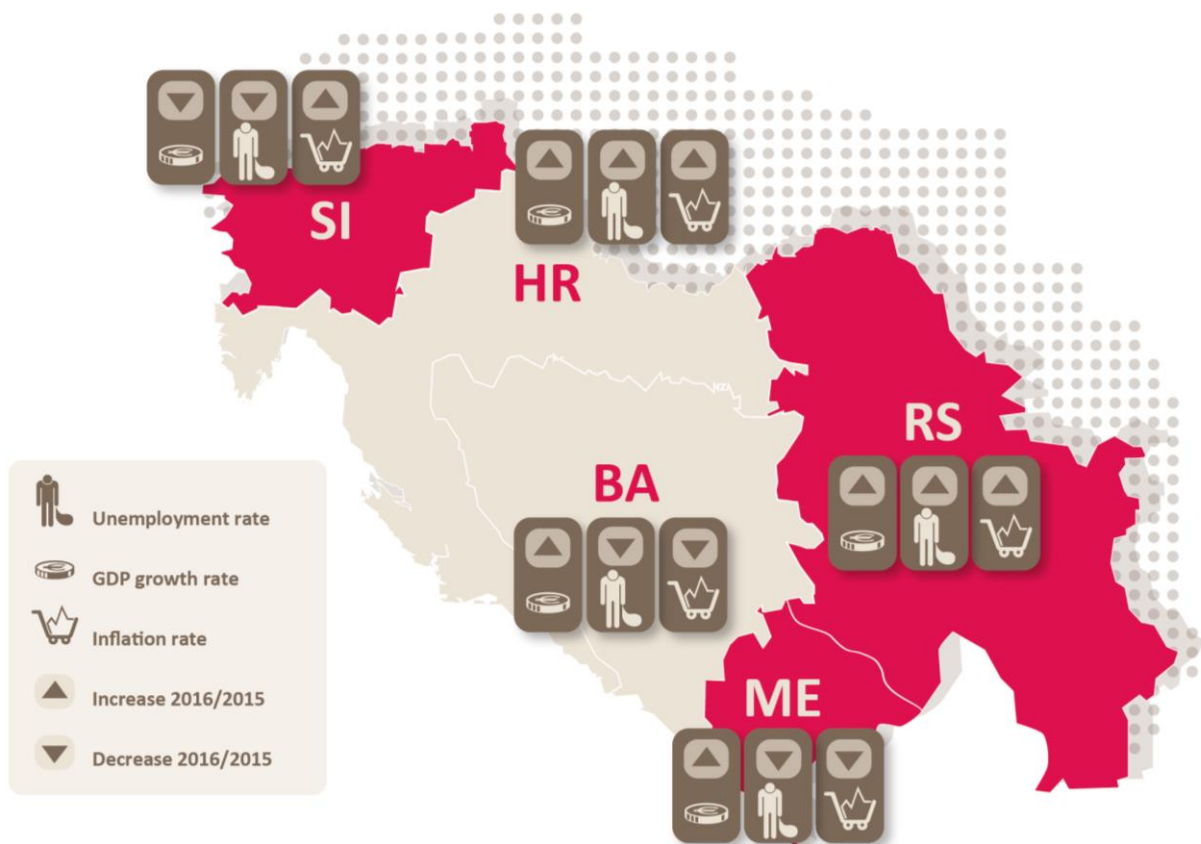 SI
HR
RS
BA
ME
Unemployment rate
GDP growth rate
Inflation rate
Increase 2016/2015
Decrease 2016/2015